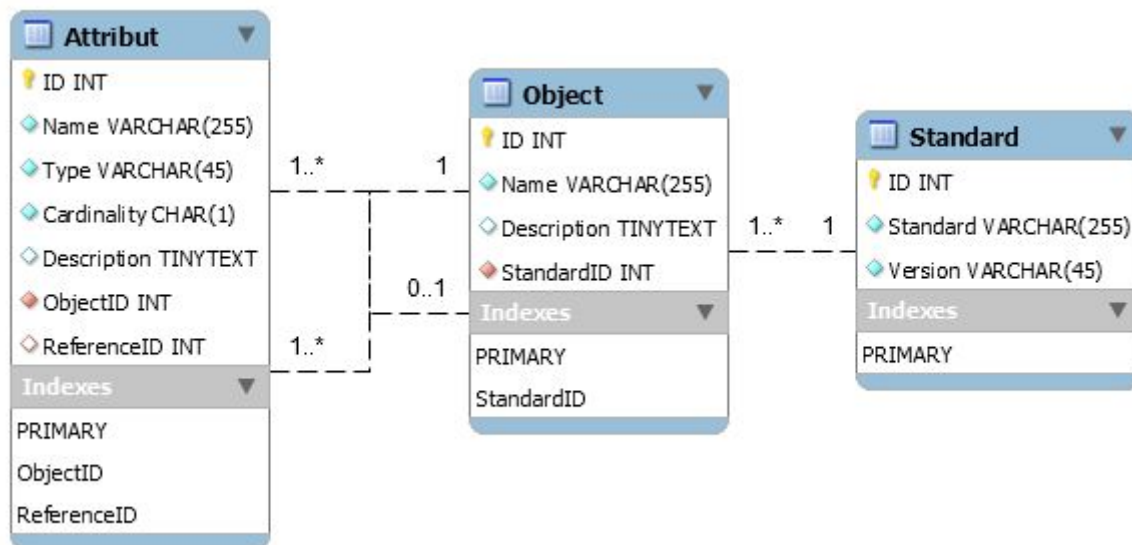 Attribut
ID INT
Name VARCHAR(255)
Type VARCHAR(45)
Cardinality CHAR(1)
Description TINYTEXT
ObjectID INT
ReferenceID INT
Indexes
PRIMARY
ObjectID
ReferenceID
1..*
1
0..1
1..*
Object
ID INT
Name VARCHAR(255)
Description TINYTEXT
StandardID INT
Indexes
PRIMARY
StandardID
1..*
1
Standard
ID INT
Standard VARCHAR(255)
Version VARCHAR(45)
Indexes
PRIMARY